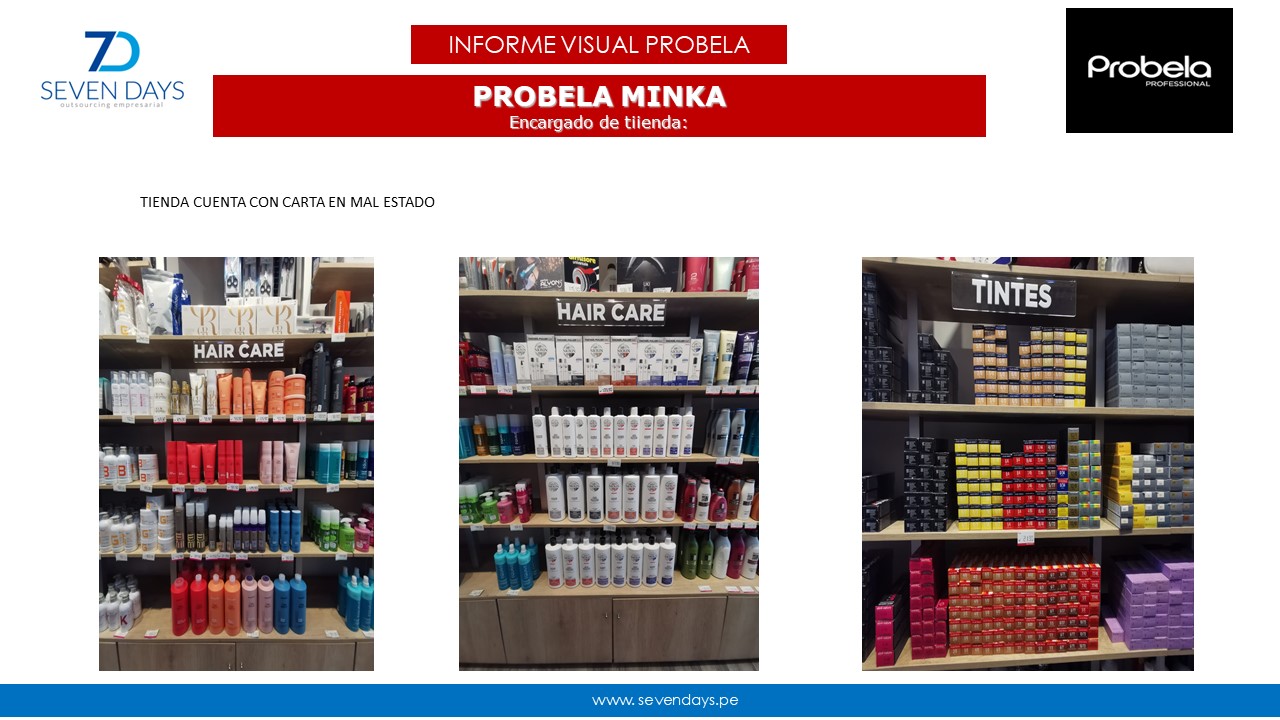 7D
SEVEN DAYS
outsourcing empresarial
INFORME VISUAL PROBELA
Probela
PROFESSIONAL
PROBELA MINKA
Encargado de tiienda:
TIENDA CUENTA CON CARTA EN MAL ESTADO
HAIR CARE
HAIR CARE
TINTES
www. sevendays.pe